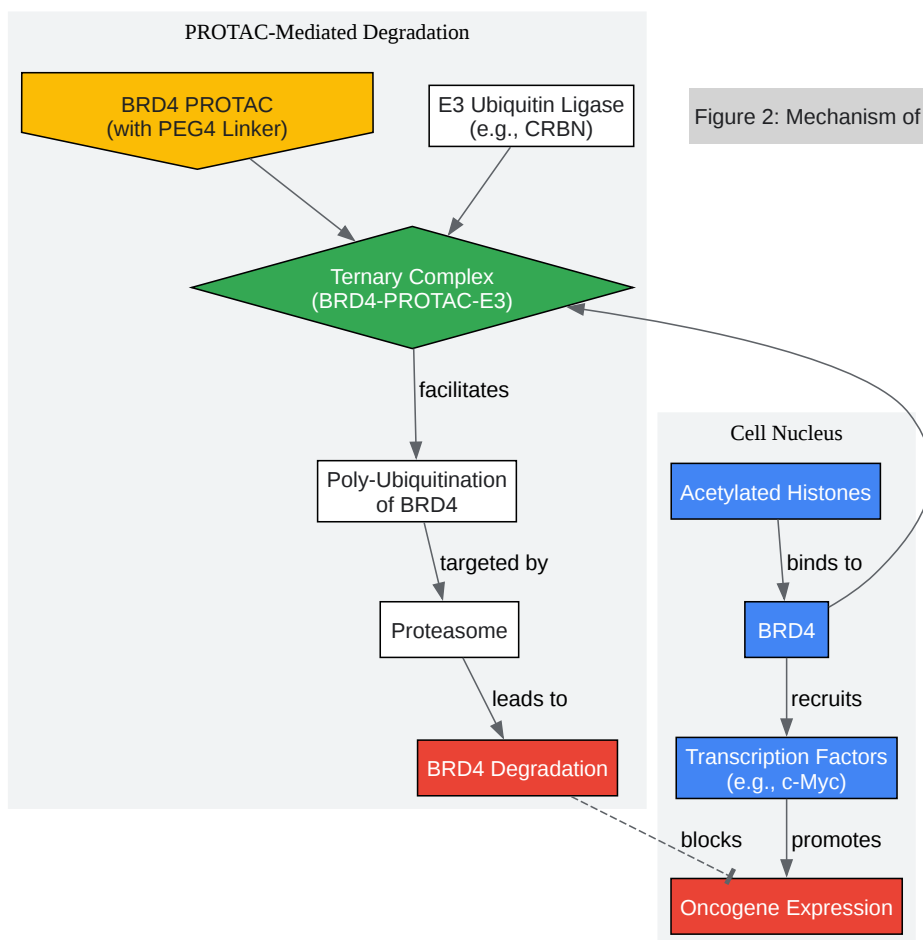 PROTAC-Mediated Degradation
BRD4 PROTAC
(with PEG4 Linker)
E3 Ubiquitin Ligase
(e.g., CRBN)
Figure 2: Mechanism of
Ternary Complex
(BRD4-PROTAC-E3)
facilitates
Poly-Ubiquitination
of BRD4
targeted by
Proteasome
leads to
BRD4 Degradation
Cell Nucleus
Acetylated Histones
binds to
BRD4
recruits
Transcription Factors
(e.g., c-Myc)
blocks
promotes
Oncogene Expression